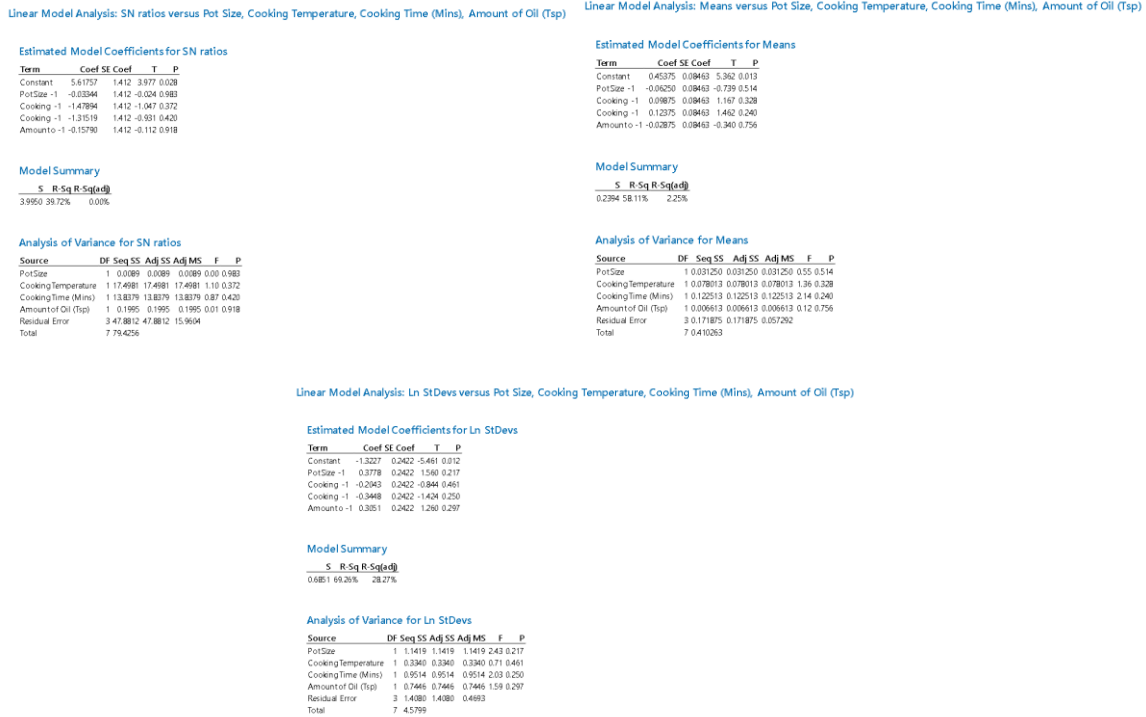 Linear Model Analysis: SN ratios versus Pot Size, Cooking Temperature, Cooking Time (Mins), Amount of Oil (Tsp)
Estimated Model Coefficients for SN ratios
Term Coef SE Coef T P
Constant 5.61757 1.412 3.977 0.028
PotSize -1 -0.03344 1.412 -0.024 0.983
Cooking -1 -1.47894 1.412 -1.047 0.372
Cooking -1 -1.31519 1.412 -0.931 0.420
Amounto -1 -0.15790 1.412 -0.112 0.918
Model Summary
S R-Sq R-Sq(adj)
3.9950 39.72% 0.00%
Analysis of Variance for SN ratios
Source DF Seq SS Adj SS Adj MS F P
PotSize 1 0.0089 0.0089 0.0089 0.00 0.983
Cooking Temperature 1 17.4981 17.4981 17.4981 1.10 0.372
Cooking Time (Mins) 1 13.8379 13.8379 13.8379 0.87 0.420
Amount of Oil (Tsp) 1 0.1995 0.1995 0.1995 0.01 0.918
Residual Error 3 47.8812 47.8812 15.9604
Total 7 79.4256
Linear Model Analysis: Means versus Pot Size, Cooking Temperature, Cooking Time (Mins), Amount of Oil (Tsp)
Estimated Model Coefficients for Means
Term Coef SE Coef T P
Constant 0.45375 0.08463 5.362 0.013
PotSize -1 -0.06250 0.08463 -0.739 0.514
Cooking -1 0.09875 0.08463 1.167 0.328
Cooking -1 0.12375 0.08463 1.462 0.240
Amounto -1 -0.02875 0.08463 -0.340 0.756
Model Summary
S R-Sq R-Sq(adj)
0.2394 58.11% 2.25%
Analysis of Variance for Means
Source DF Seq SS Adj SS Adj MS F P
PotSize 1 0.031250 0.031250 0.031250 0.55 0.514
Cooking Temperature 1 0.078013 0.078013 0.078013 1.36 0.328
Cooking Time (Mins) 1 0.122513 0.122513 0.122513 2.14 0.240
Amount of Oil (Tsp) 1 0.006613 0.006613 0.006613 0.12 0.756
Residual Error 3 0.171875 0.171875 0.057292
Total 7 0.410263
Linear Model Analysis: Ln StDevs versus Pot Size, Cooking Temperature, Cooking Time (Mins), Amount of Oil (Tsp)
Estimated Model Coefficients for Ln StDevs
Term Coef SE Coef T P
Constant -1.3227 0.2422 -5.461 0.012
PotSize -1 0.3778 0.2422 1.560 0.217
Cooking -1 -0.2043 0.2422 -0.844 0.461
Cooking -1 -0.3448 0.2422 -1.424 0.250
Amounto -1 0.3051 0.2422 1.260 0.297
Model Summary
S R-Sq R-Sq(adj)
0.6851 69.26% 28.27%
Analysis of Variance for Ln StDevs
Source DF Seq SS Adj SS Adj MS F P
PotSize 1 1.1419 1.1419 1.1419 2.43 0.217
Cooking Temperature 1 0.3340 0.3340 0.3340 0.71 0.461
Cooking Time (Mins) 1 0.9514 0.9514 0.9514 2.03 0.250
Amount of Oil (Tsp) 1 0.7446 0.7446 0.7446 1.59 0.297
Residual Error 3 1.4080 1.4080 0.4693
Total 7 4.5799